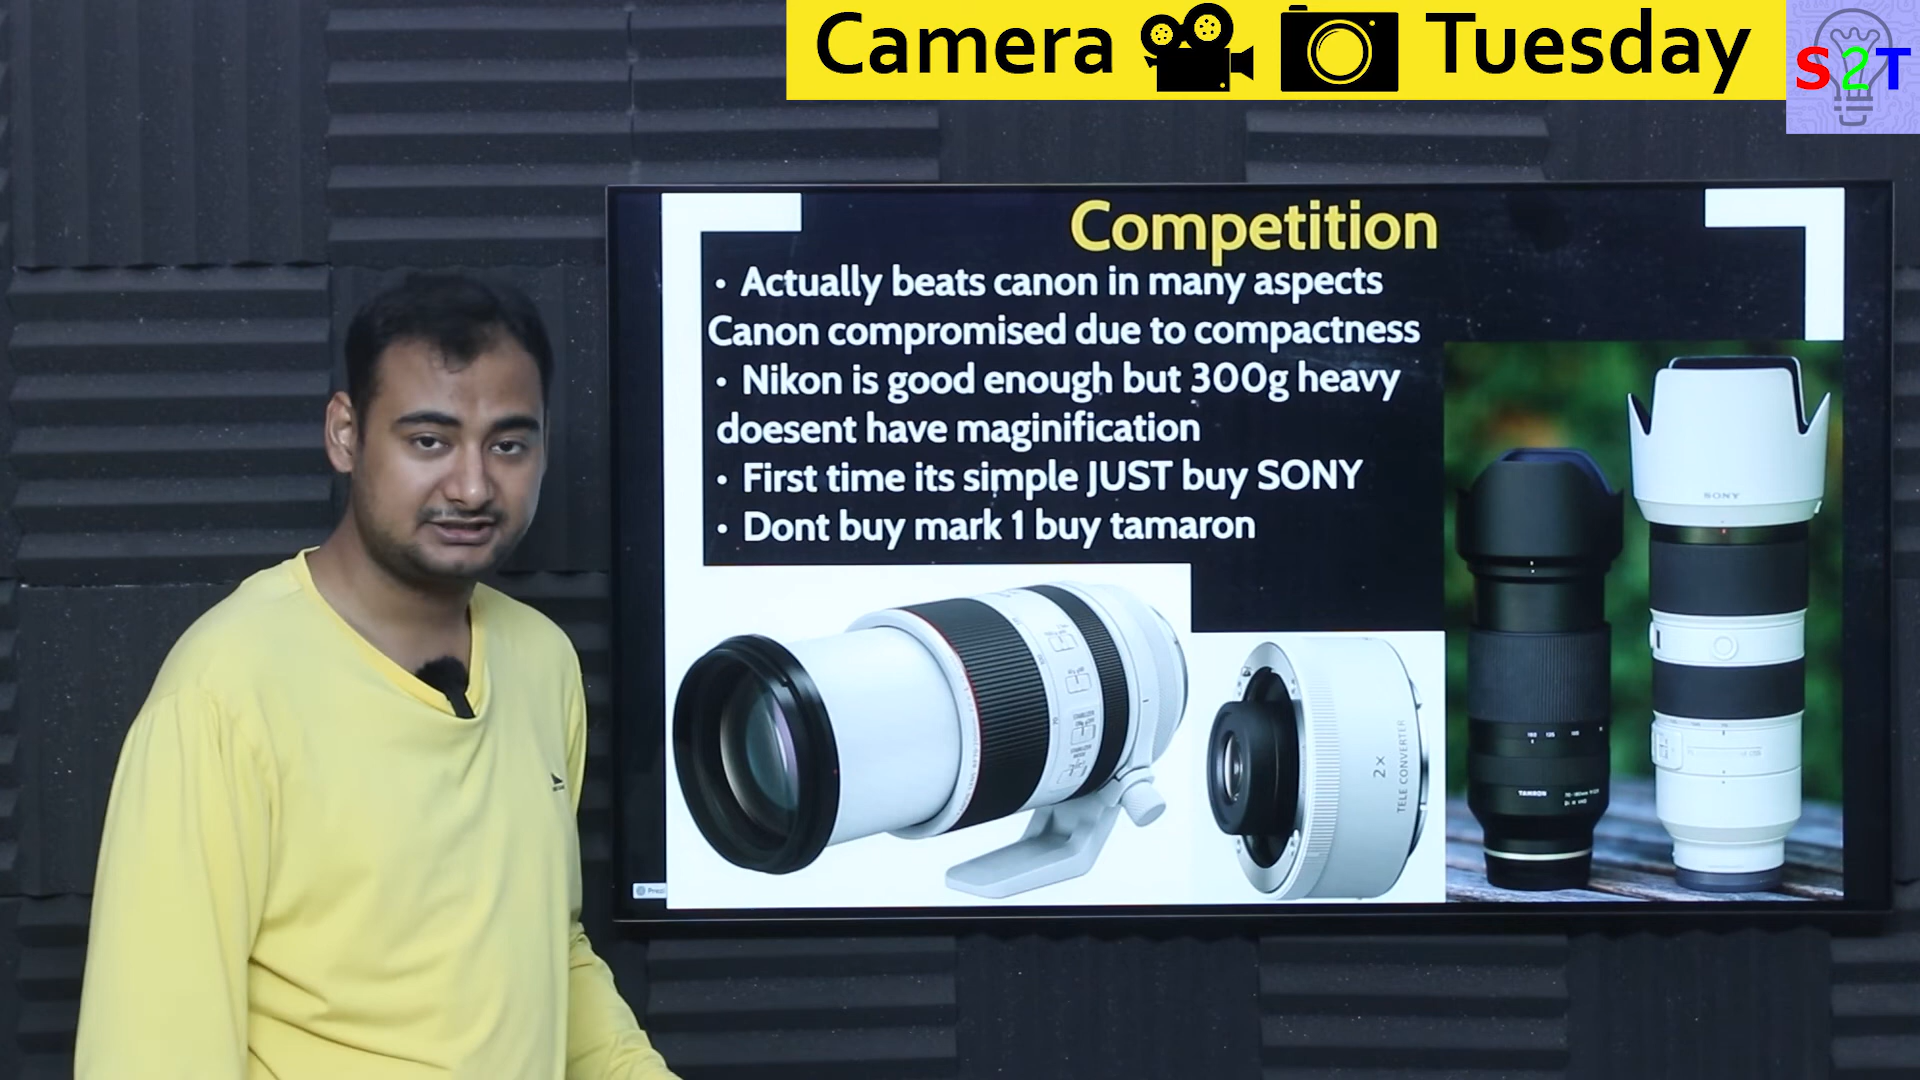 Camera Tuesday
S2T
Competition
• Actually beats canon in many aspects
Canon compromised due to compactness
• Nikon is good enough but 300g heavy
doesent have maginification
• First time its simple JUST buy SONY
• Dont buy mark 1 buy tamaron
SONY
2x
TELE CONVERTER
TAMRON
Prezi